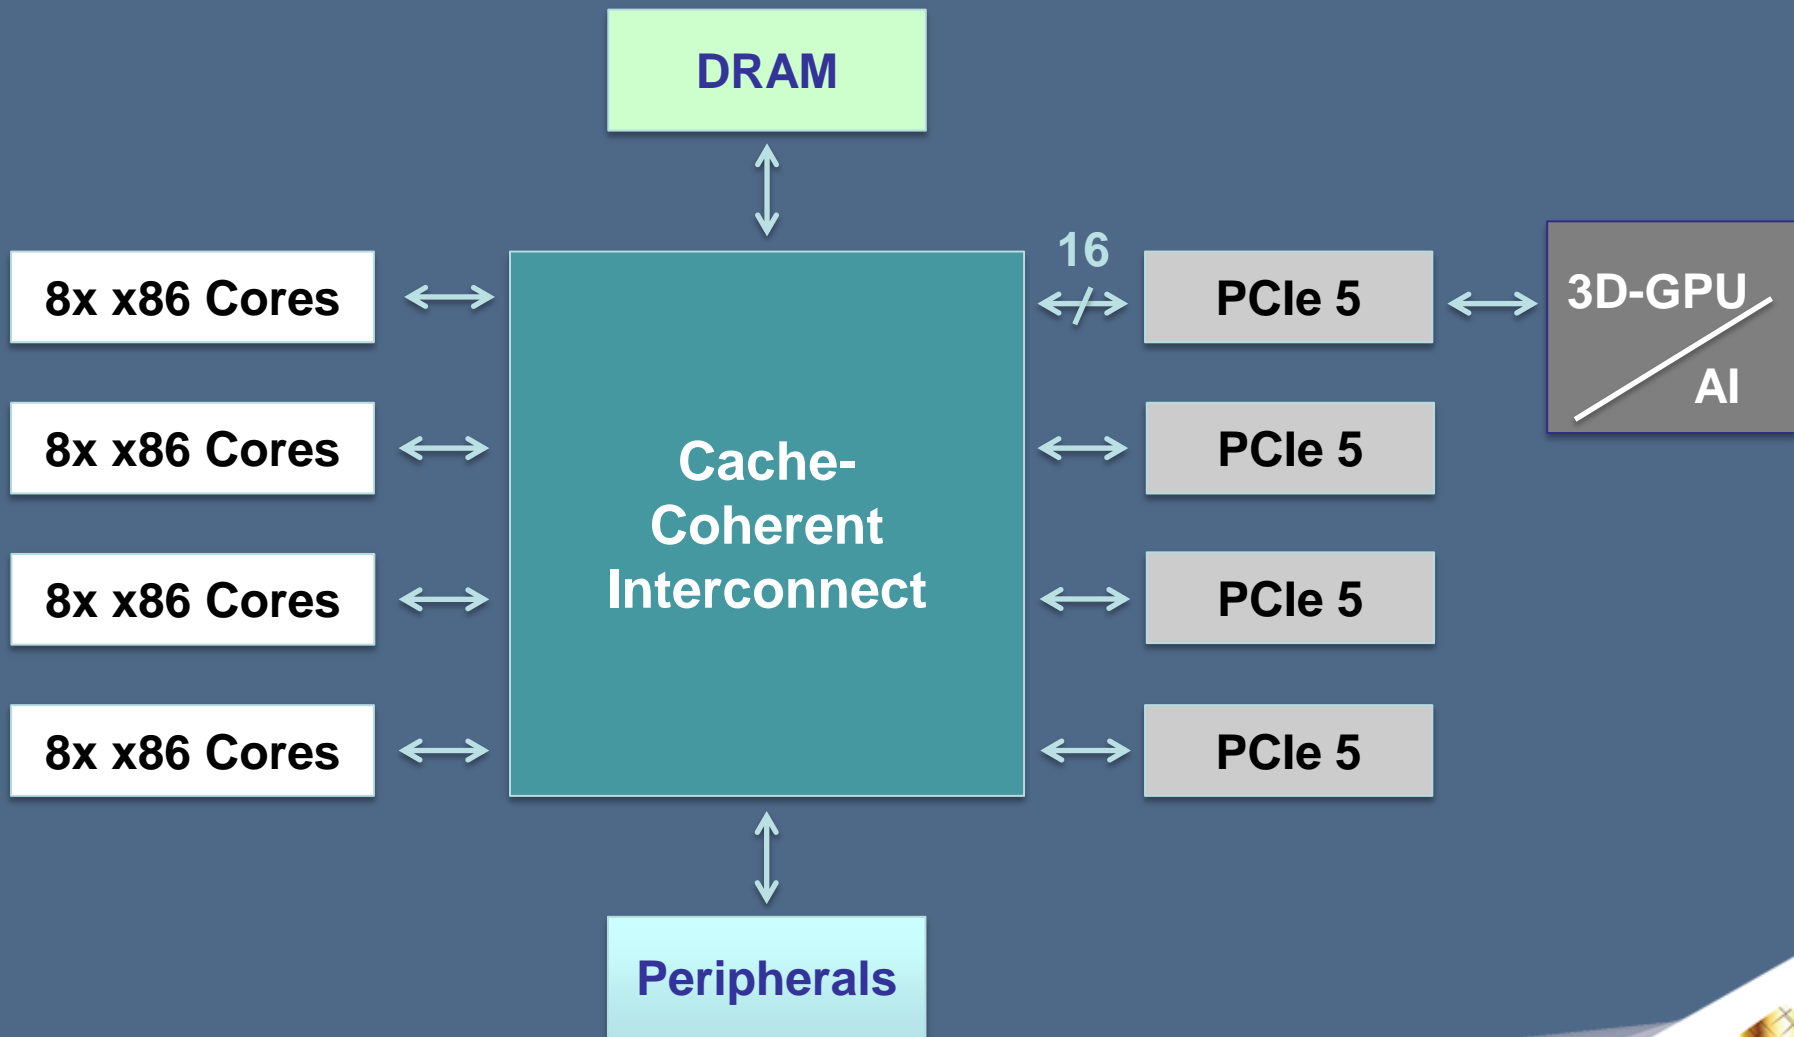 DRAM
16
8x x86 Cores
PCIe 5
3D-GPU
AI
8x x86 Cores
Cache-
Coherent
Interconnect
PCIe 5
8x x86 Cores
PCIe 5
8x x86 Cores
PCIe 5
Peripherals